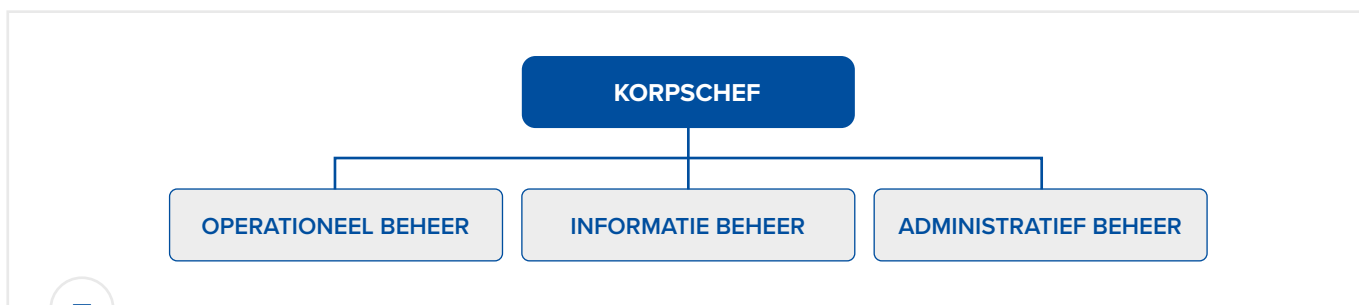 KORPSCHEF
OPERATIONEEL BEHEER
INFORMATIE BEHEER
ADMINISTRATIEF BEHEER